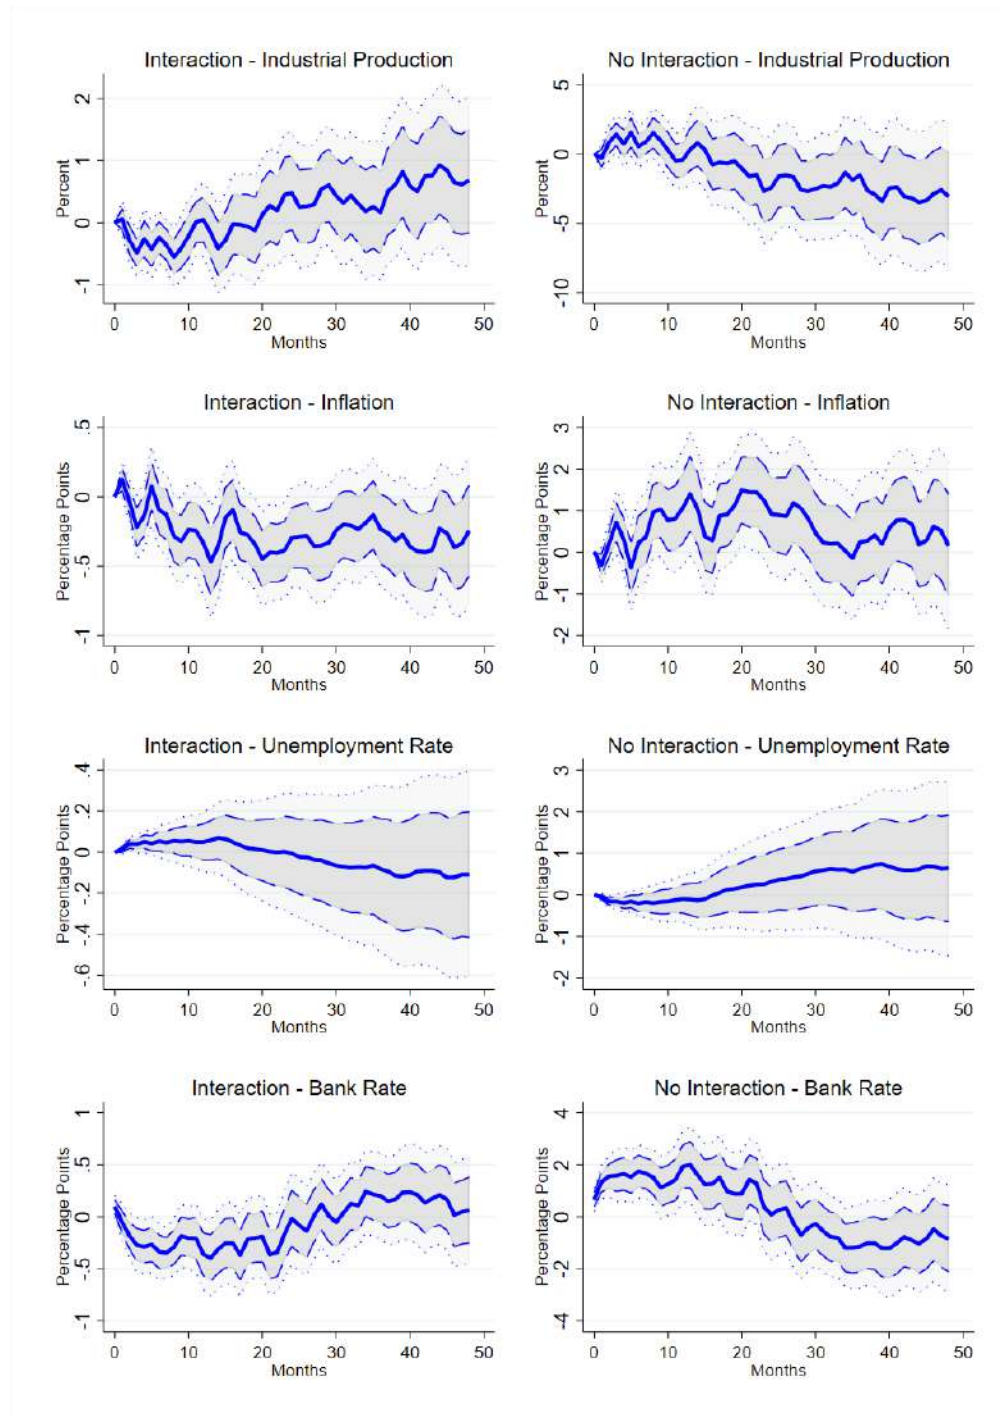 Interaction - Industrial Production
Percent
2
1
0
-1
0 10 20 30 40 50
Months
No Interaction - Industrial Production
Percent
5
0
-5
-10
0 10 20 30 40 50
Months
Interaction - Inflation
Percentage Points
.5
0
-.5
-1
0 10 20 30 40 50
Months
No Interaction - Inflation
Percentage Points
3
2
1
0
-1
-2
0 10 20 30 40 50
Months
Interaction - Unemployment Rate
Percentage Points
.4
.2
0
-.2
-.4
-.6
0 10 20 30 40 50
Months
No Interaction - Unemployment Rate
Percentage Points
3
2
1
0
-1
-2
0 10 20 30 40 50
Months
Interaction - Bank Rate
Percentage Points
1
.5
0
-.5
-1
0 10 20 30 40 50
Months
No Interaction - Bank Rate
Percentage Points
4
2
0
-2
-4
0 10 20 30 40 50
Months